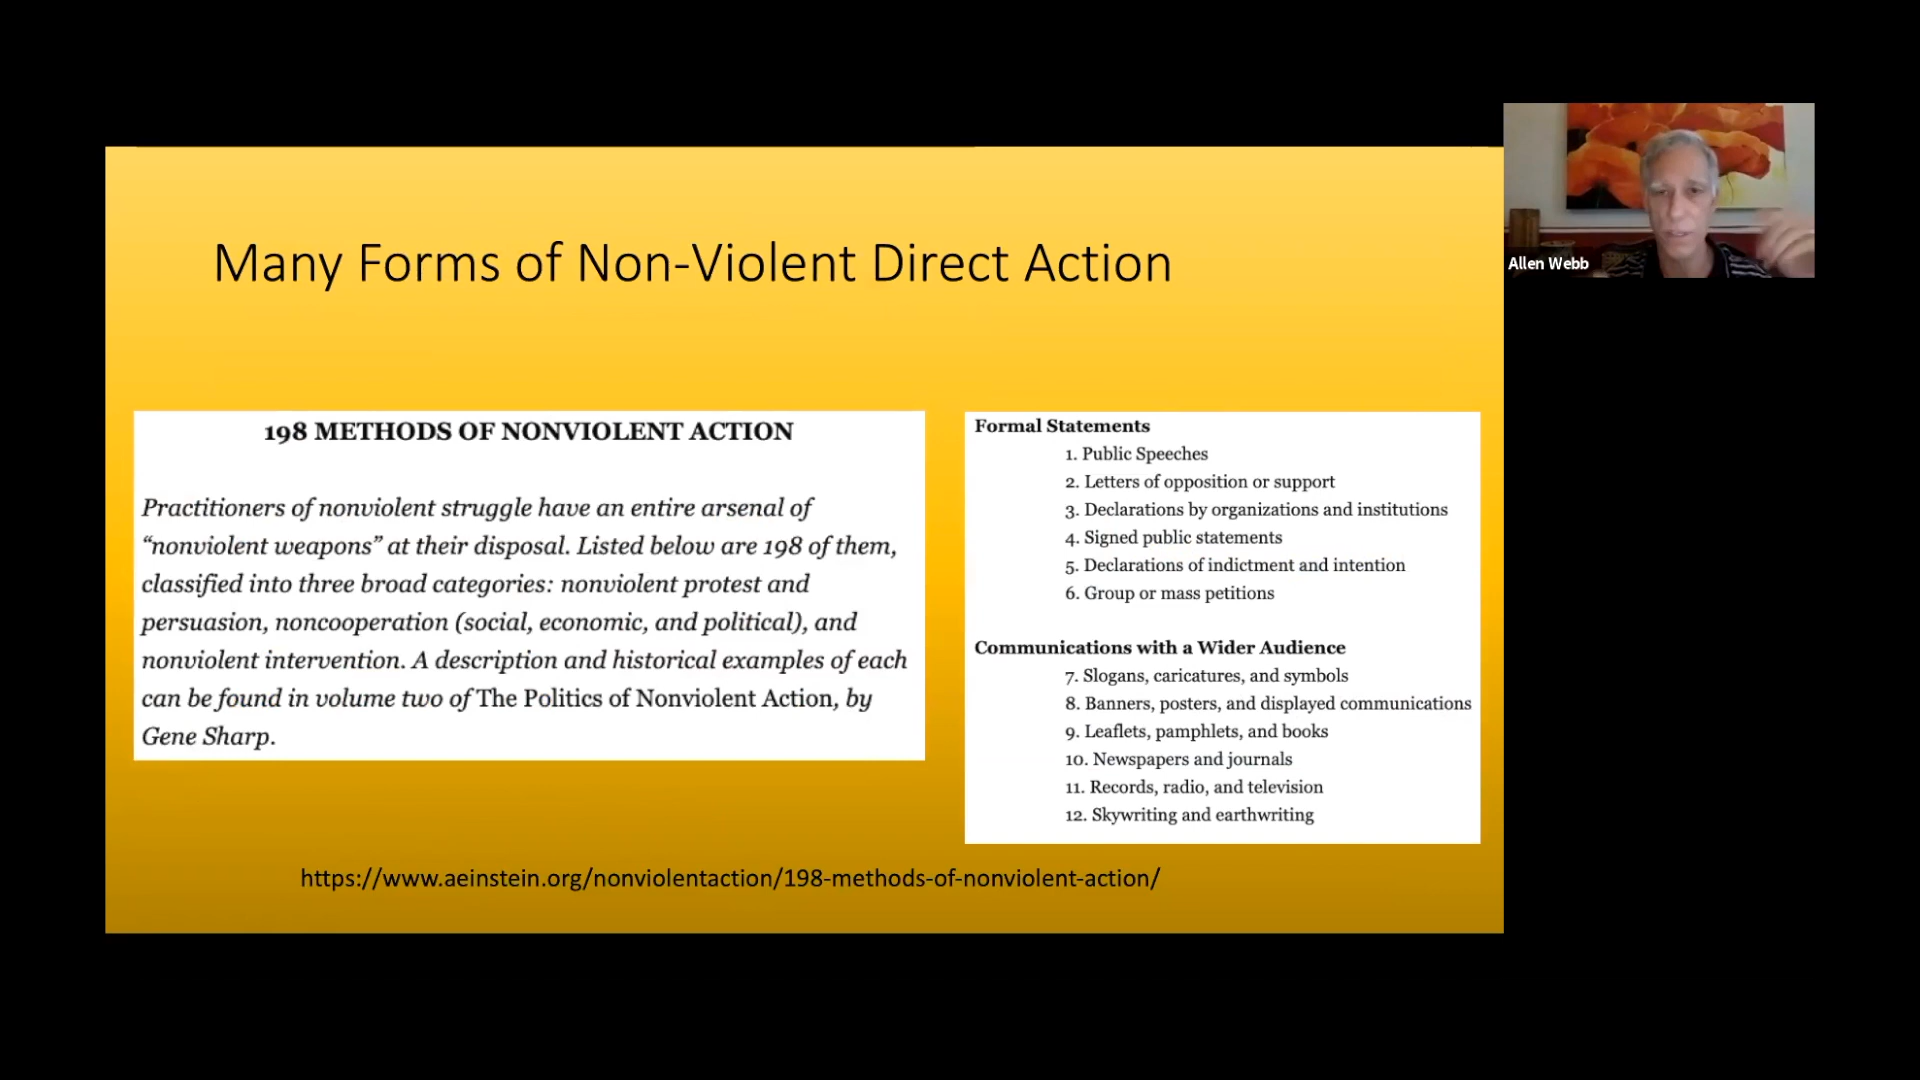 Many Forms of Non-Violent Direct Action
198 METHODS OF NONVIOLENT ACTION
Practitioners of nonviolent struggle have an entire arsenal of
“nonviolent weapons” at their disposal. Listed below are 198 of them,
classified into three broad categories: nonviolent protest and
persuasion, noncooperation (social, economic, and political), and
nonviolent intervention. A description and historical examples of each
can be found in volume two of The Politics of Nonviolent Action, by
Gene Sharp.
Formal Statements
1. Public Speeches
2. Letters of opposition or support
3. Declarations by organizations and institutions
4. Signed public statements
5. Declarations of indictment and intention
6. Group or mass petitions
Communications with a Wider Audience
7. Slogans, caricatures, and symbols
8. Banners, posters, and displayed communications
9. Leaflets, pamphlets, and books
10. Newspapers and journals
11. Records, radio, and television
12. Skywriting and earthwriting
https://www.aeinstein.org/nonviolentaction/198-methods-of-nonviolent-action/
Allen Webb